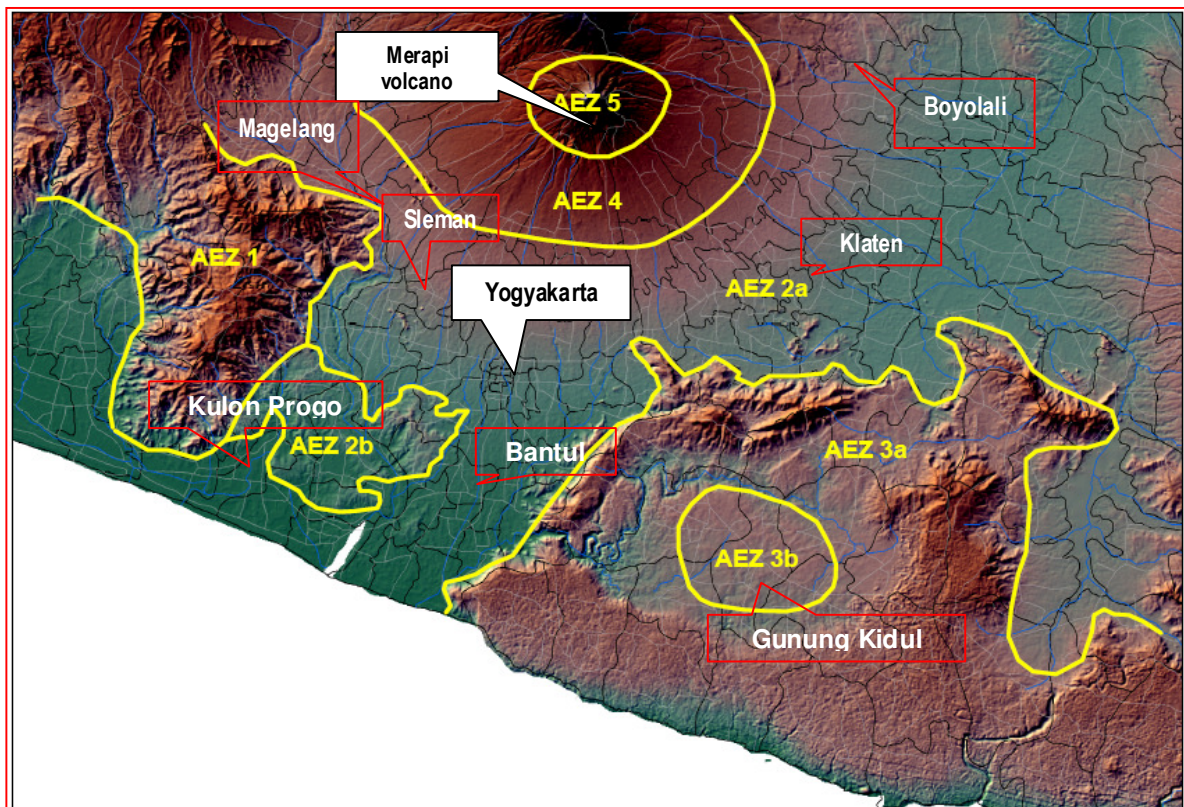 Merapi
volcano
AEZ 5
Boyolali
Magelang
AEZ 4
Sleman
Klaten
AEZ 1
AEZ 2a
Yogyakarta
Kulon Progo
AEZ 2b
Bantul
AEZ 3a
AEZ 3b
Gunung Kidul